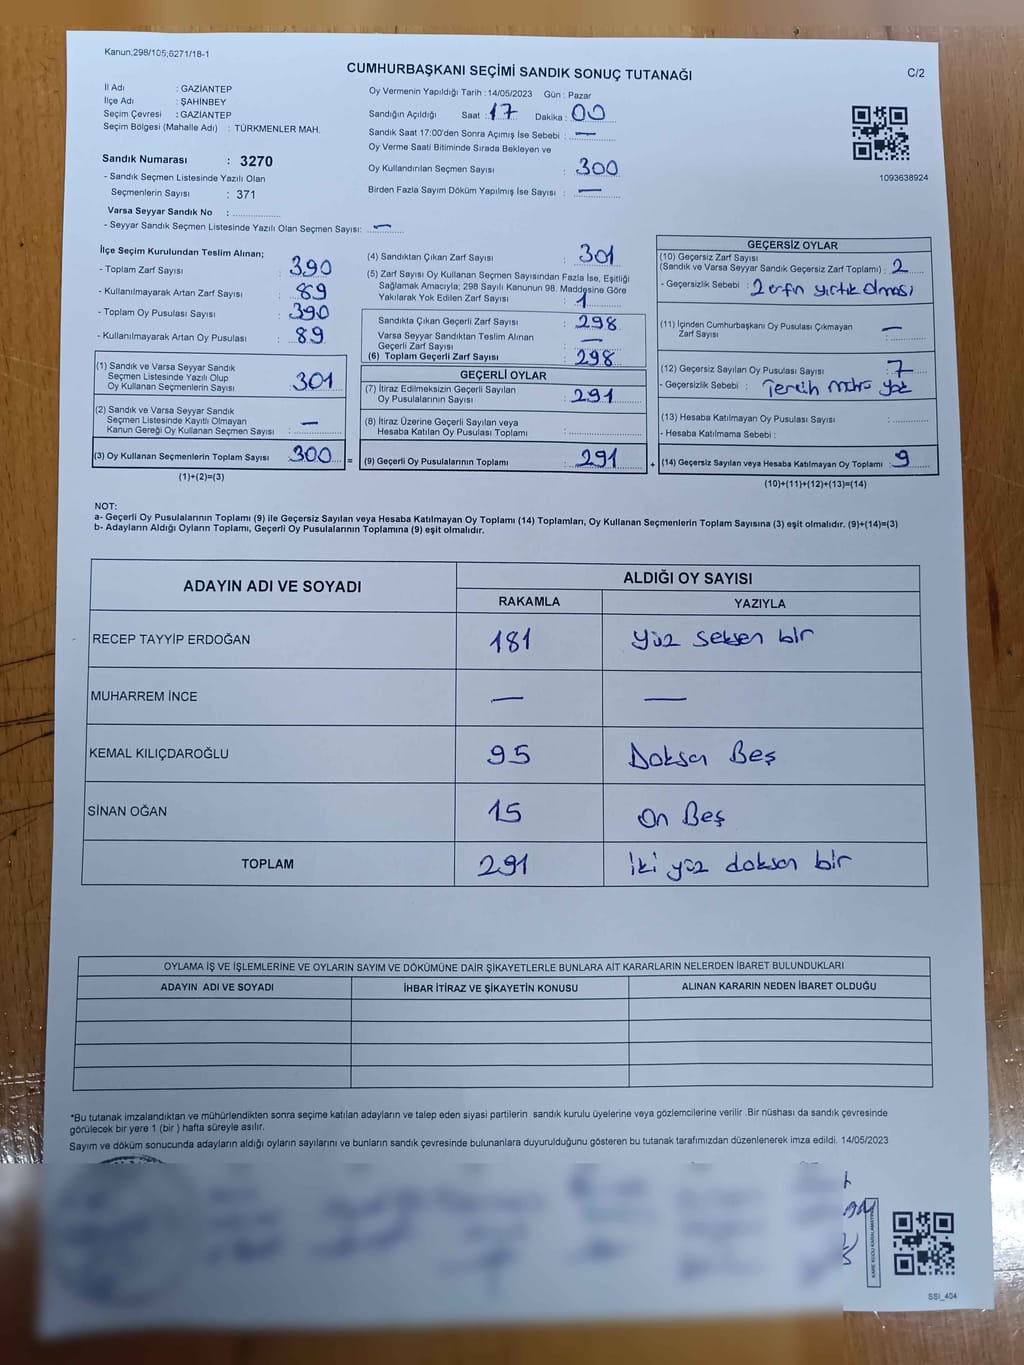 Kanun;298/105;6271/18-1
CUMHURBAŞKANI SEÇİMİ SANDIK SONUÇ TUTANAĞI
C/2
İl Adı : GAZİANTEP
İlçe Adı : ŞAHİNBEY
Seçim Çevresi : GAZİANTEP
Seçim Bölgesi (Mahalle Adı) : TÜRKMENLER MAH.
Sandık Numarası : 3270
- Sandık Seçmen Listesinde Yazılı Olan
Seçmenlerin Sayısı : 371
Varsa Seyyar Sandık No :
- Seyyar Sandık Seçmen Listesinde Yazılı Olan Seçmen Sayısı: —
Oy Vermenin Yapıldığı Tarih :14/05/2023 Gün : Pazar
Sandığın Açıldığı Saat : 17 Dakika : 00
Sandık Saat 17:00'den Sonra Açımış İse Sebebi : —
Oy Verme Saati Bitiminde Sırada Bekleyen ve
Oy Kullandırılan Seçmen Sayısı : 300
Birden Fazla Sayım Döküm Yapılmış İse Sayısı : —
1093638924
İlçe Seçim Kurulundan Teslim Alınan;
- Toplam Zarf Sayısı : 390
- Kullanılmayarak Artan Zarf Sayısı : 89
- Toplam Oy Pusulası Sayısı : 390
- Kullanılmayarak Artan Oy Pusulası : 89
(1) Sandık ve Varsa Seyyar Sandık
Seçmen Listesinde Yazılı Olup
Oy Kullanan Seçmenlerin Sayısı : 301
(2) Sandık ve Varsa Seyyar Sandık
Seçmen Listesinde Kayıtlı Olmayan
Kanun Gereği Oy Kullanan Seçmen Sayısı : —
(3) Oy Kullanan Seçmenlerin Toplam Sayısı : 300 =
(1)+(2)=(3)
(4) Sandıktan Çıkan Zarf Sayısı : 301
(5) Zarf Sayısı Oy Kullanan Seçmen Sayısından Fazla İse, Eşitliği
Sağlamak Amacıyla; 298 Sayılı Kanunun 98. Maddesine Göre
Yakılarak Yok Edilen Zarf Sayısı : 1
Sandıkta Çıkan Geçerli Zarf Sayısı : 298
Varsa Seyyar Sandıktan Teslim Alınan
Geçerli Zarf Sayısı : —
(6) Toplam Geçerli Zarf Sayısı : 298
GEÇERLİ OYLAR
(7) İtiraz Edilmeksizin Geçerli Sayılan
Oy Pusulalarının Sayısı : 291
(8) İtiraz Üzerine Geçerli Sayılan veya
Hesaba Katılan Oy Pusulası Toplamı :
(9) Geçerli Oy Pusulalarının Toplamı : 291 +
GEÇERSİZ OYLAR
(10) Geçersiz Zarf Sayısı
(Sandık ve Varsa Seyyar Sandık Geçersiz Zarf Toplamı) : 2
- Geçersizlik Sebebi : yırtık olması
(11) İçinden Cumhurbaşkanı Oy Pusulası Çıkmayan
Zarf Sayısı : —
(12) Geçersiz Sayılan Oy Pusulası Sayısı : 7
- Geçersizlik Sebebi : Tercih yok
(13) Hesaba Katılmayan Oy Pusulası Sayısı :
- Hesaba Katılmama Sebebi :
(14) Geçersiz Sayılan veya Hesaba Katılmayan Oy Toplamı : 9
(10)+(11)+(12)+(13)=(14)
NOT:
a- Geçerli Oy Pusulalarının Toplamı (9) ile Geçersiz Sayılan veya Hesaba Katılmayan Oy Toplamı (14) Toplamları, Oy Kullanan Seçmenlerin Toplam Sayısına (3) eşit olmalıdır. (9)+(14)=(3)
b- Adayların Aldığı Oyların Toplamı, Geçerli Oy Pusulalarının Toplamına (9) eşit olmalıdır.
ADAYIN ADI VE SOYADI
ALDIĞI OY SAYISI
RAKAMLA YAZIYLA
RECEP TAYYİP ERDOĞAN 181 Yüz seksen bir
MUHARREM İNCE — —
KEMAL KILIÇDAROĞLU 95 Doksan Beş
SİNAN OĞAN 15 On Beş
TOPLAM 291 iki yüz doksan bir
OYLAMA İŞ VE İŞLEMLERİNE VE OYLARIN SAYIM VE DÖKÜMÜNE DAİR ŞİKAYETLERLE BUNLARA AİT KARARLARIN NELERDEN İBARET BULUNDUKLARI
ADAYIN ADI VE SOYADI İHBAR İTİRAZ VE ŞİKAYETİN KONUSU ALINAN KARARIN NEDEN İBARET OLDUĞU
*Bu tutanak imzalandıktan ve mühürlendikten sonra seçime katılan adayların ve talep eden siyasi partilerin sandık kurulu üyelerine veya gözlemcilerine verilir .Bir nüshası da sandık çevresinde
görülecek bir yere 1 (bir ) hafta süreyle asılır.
Sayım ve döküm sonucunda adayların aldığı oyların sayılarını ve bunların sandık çevresinde bulunanlara duyurulduğunu gösteren bu tutanak tarafımızdan düzenlenerek imza edildi. 14/05/2023
KARE KODU KARALAMAYINIZ
SSI_404